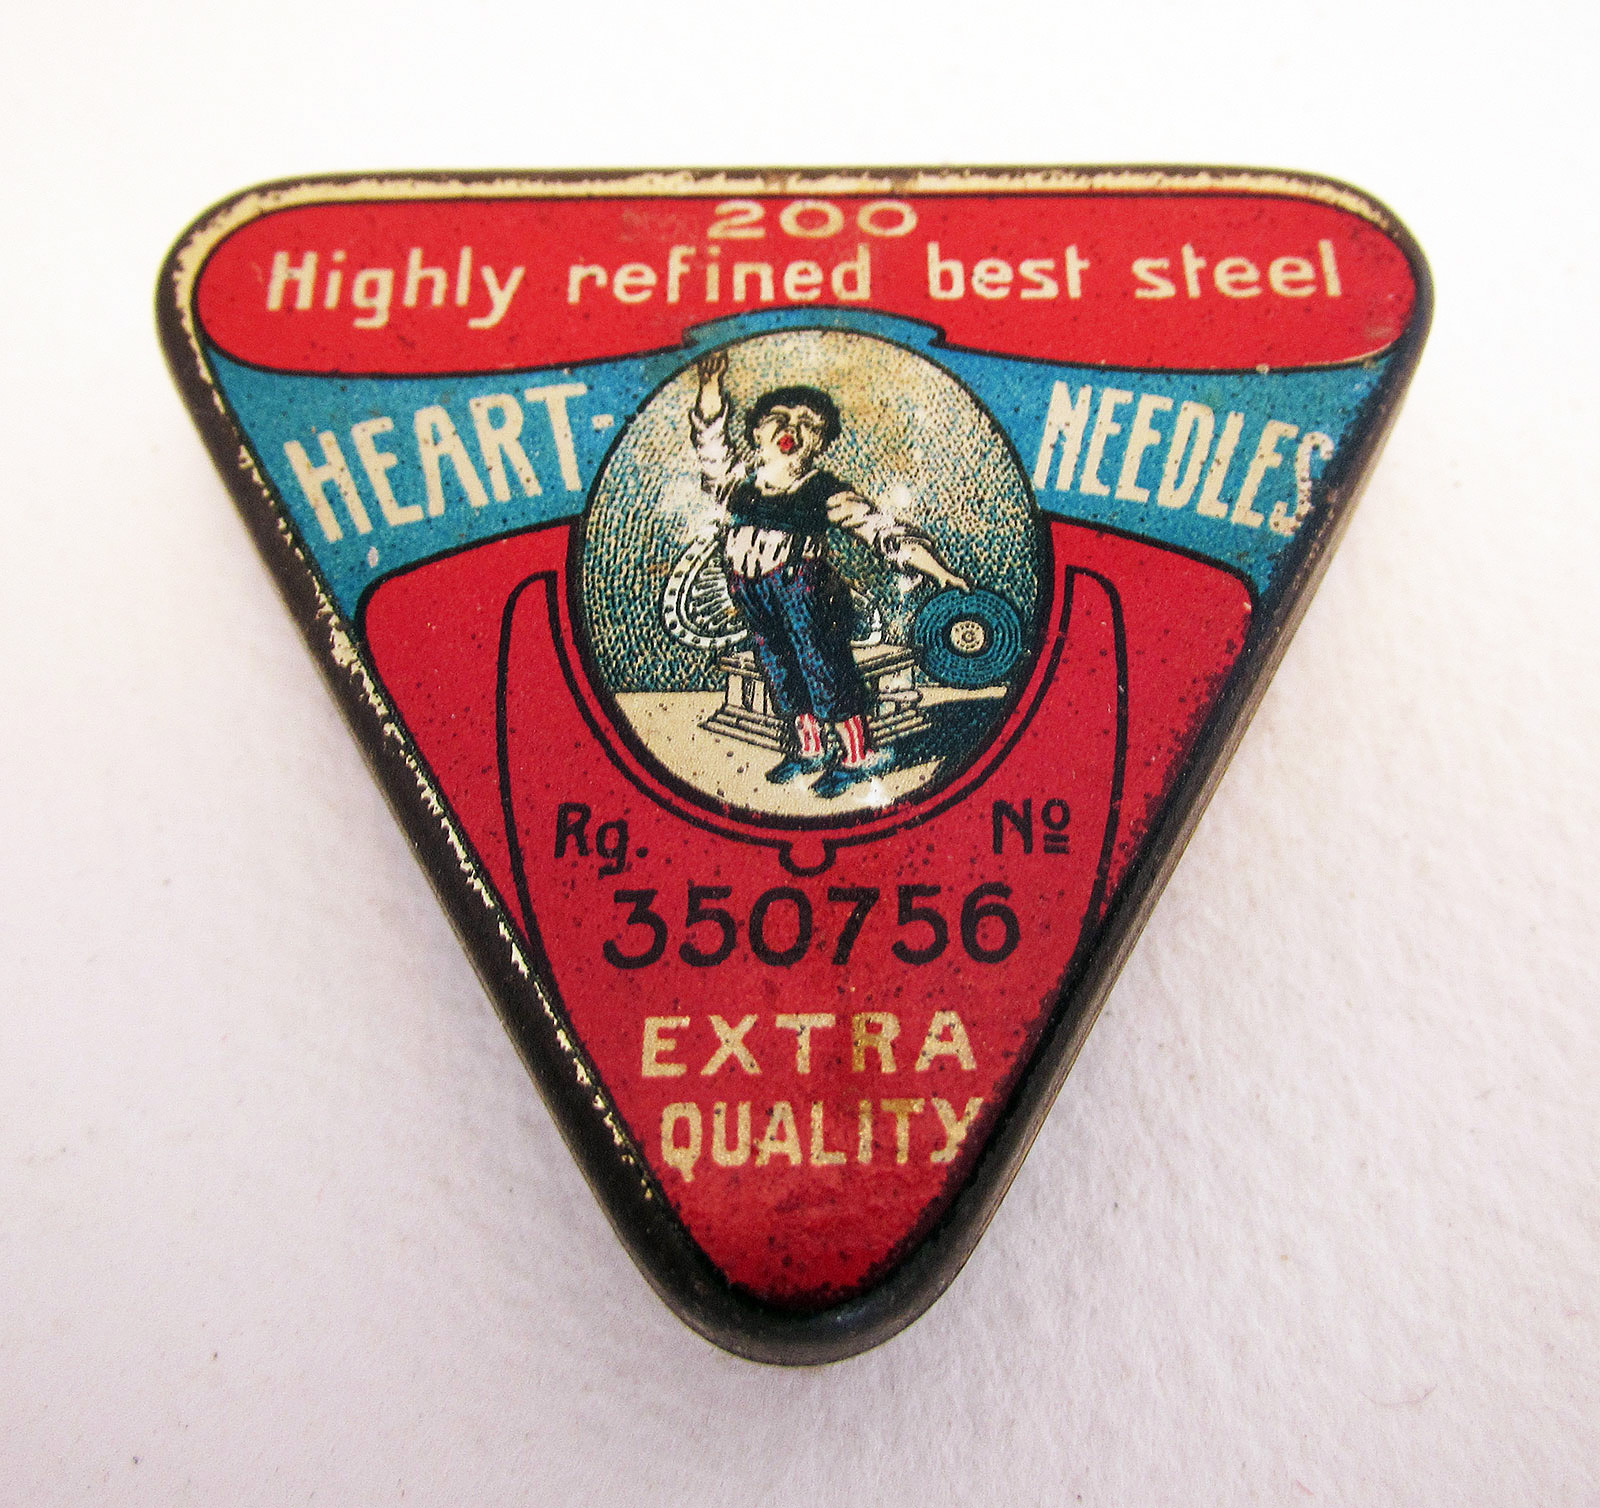 200
Highly refined best steel
HEART-NEEDLES
Rg. Nº
350756
EXTRA
QUALITY